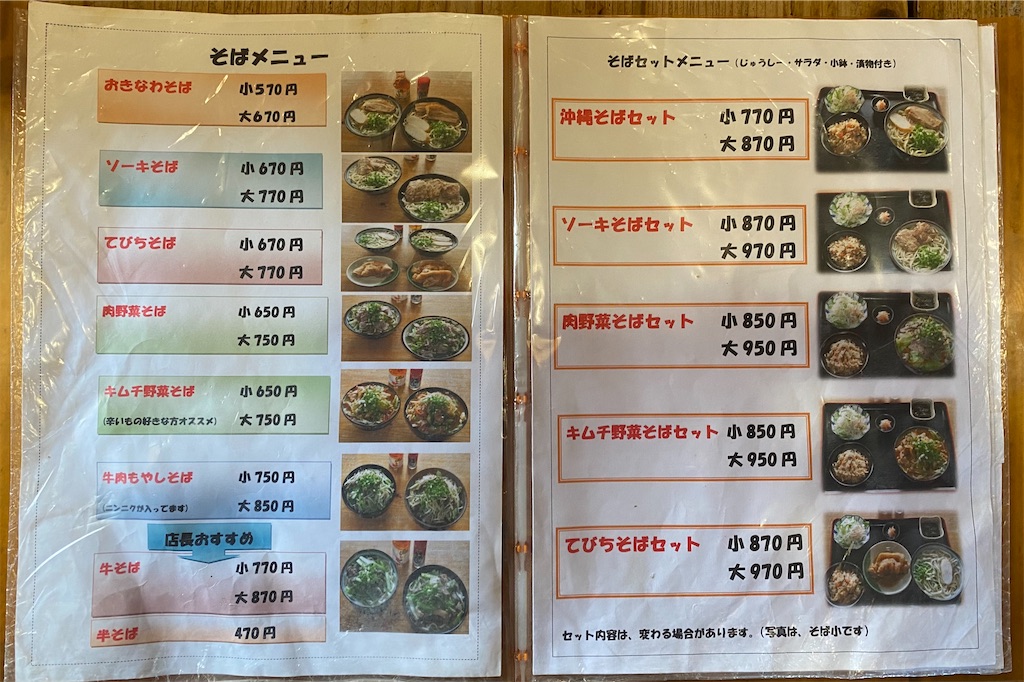 そばメニュー
おきなわそば 小570円
大670円
ソーキそば 小670円
大770円
てびちそば 小670円
大770円
肉野菜そば 小650円
大750円
キムチ野菜そば 小650円
(辛いもの好きな方オススメ) 大750円
牛肉もやしそば 小750円
(ニンニクが入ってます) 大850円
店長おすすめ
牛そば 小770円
大870円
半そば 470円
そばセットメニュー(じゅうしー・サラダ・小鉢・漬物付き)
沖縄そばセット 小770円
大870円
ソーキそばセット 小870円
大970円
肉野菜そばセット 小850円
大950円
キムチ野菜そばセット 小850円
大950円
てびちそばセット 小870円
大970円
セット内容は、変わる場合があります。(写真は、そば小です)